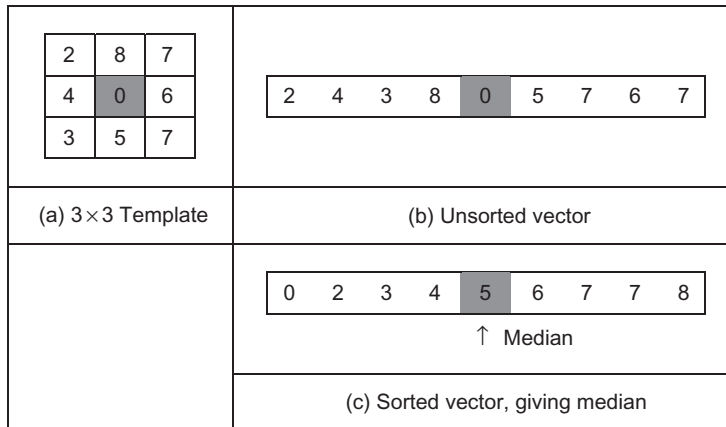 2 8 7
4 0 6
3 5 7
(a) 3×3 Template
2 4 3 8 0 5 7 6 7
(b) Unsorted vector
0 2 3 4 5 6 7 7 8
↑ Median
(c) Sorted vector, giving median